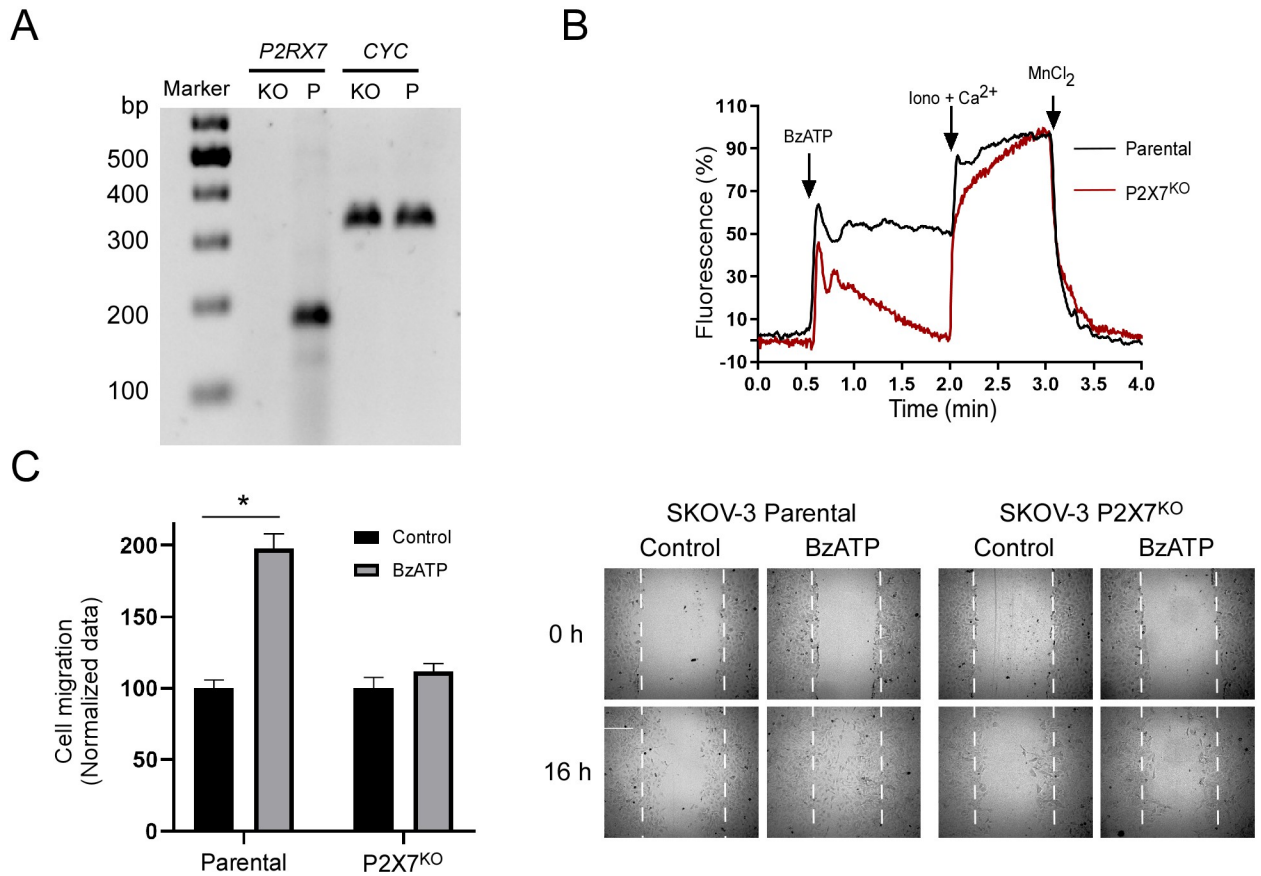 A
P2RX7 CYC
Marker KO P KO P
bp
500
400
300
200
100
B
MnCl2
Iono + Ca2+
BzATP
Parental
P2X7KO
Fluorescence (%)
110
90
70
50
30
10
-10
0.0 0.5 1.0 1.5 2.0 2.5 3.0 3.5 4.0
Time (min)
C
*
Control
BzATP
Cell migration
(Normalized data)
200
150
100
50
0
Parental P2X7KO
SKOV-3 Parental SKOV-3 P2X7KO
Control BzATP Control BzATP
0 h
16 h